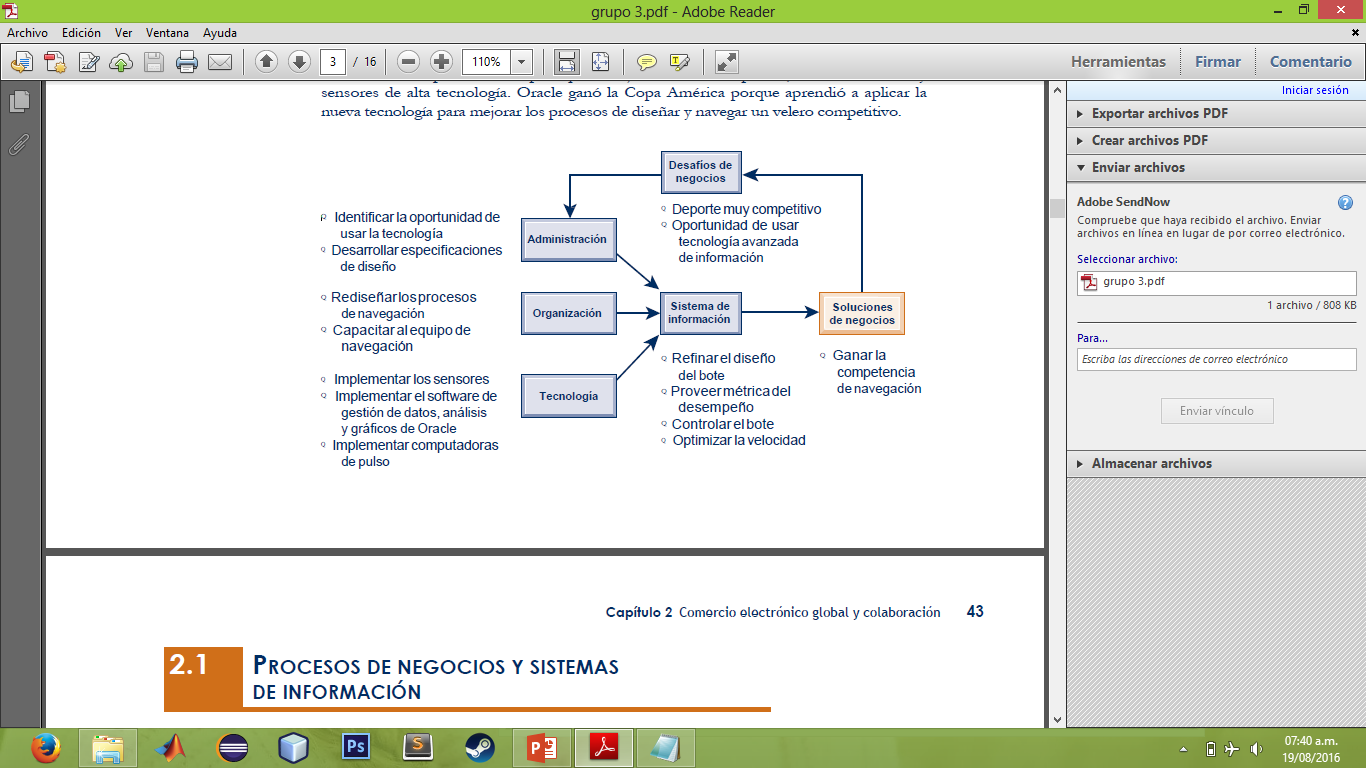 grupo 3.pdf - Adobe Reader
Archivo Edición Ver Ventana Ayuda
3 / 16 110% Herramientas Firmar Comentario
Iniciar sesión
sensores de alta tecnología. Oracle ganó la Copa América porque aprendió a aplicar la
nueva tecnología para mejorar los procesos de diseñar y navegar un velero competitivo.
Desafíos de
negocios
Deporte muy competitivo
Oportunidad de usar
tecnología avanzada
de información
Identificar la oportunidad de
usar la tecnología
Desarrollar especificaciones
de diseño
Administración
Rediseñar los procesos
de navegación
Capacitar al equipo de
navegación
Organización
Sistema de
información
Soluciones
de negocios
Implementar los sensores
Implementar el software de
gestión de datos, análisis
y gráficos de Oracle
Implementar computadoras
de pulso
Tecnología
Refinar el diseño
del bote
Proveer métrica del
desempeño
Controlar el bote
Optimizar la velocidad
Ganar la
competencia
de navegación
Capítulo 2 Comercio electrónico global y colaboración 43
2.1 PROCESOS DE NEGOCIOS Y SISTEMAS
DE INFORMACIÓN
Exportar archivos PDF
Crear archivos PDF
Enviar archivos
Adobe SendNow
Compruebe que haya recibido el archivo. Enviar
archivos en línea en lugar de por correo electrónico.
Seleccionar archivo:
grupo 3.pdf
1 archivo / 808 KB
Para...
Escriba las direcciones de correo electrónico
Enviar vínculo
Almacenar archivos
Ps
S
07:40 a.m.
19/08/2016